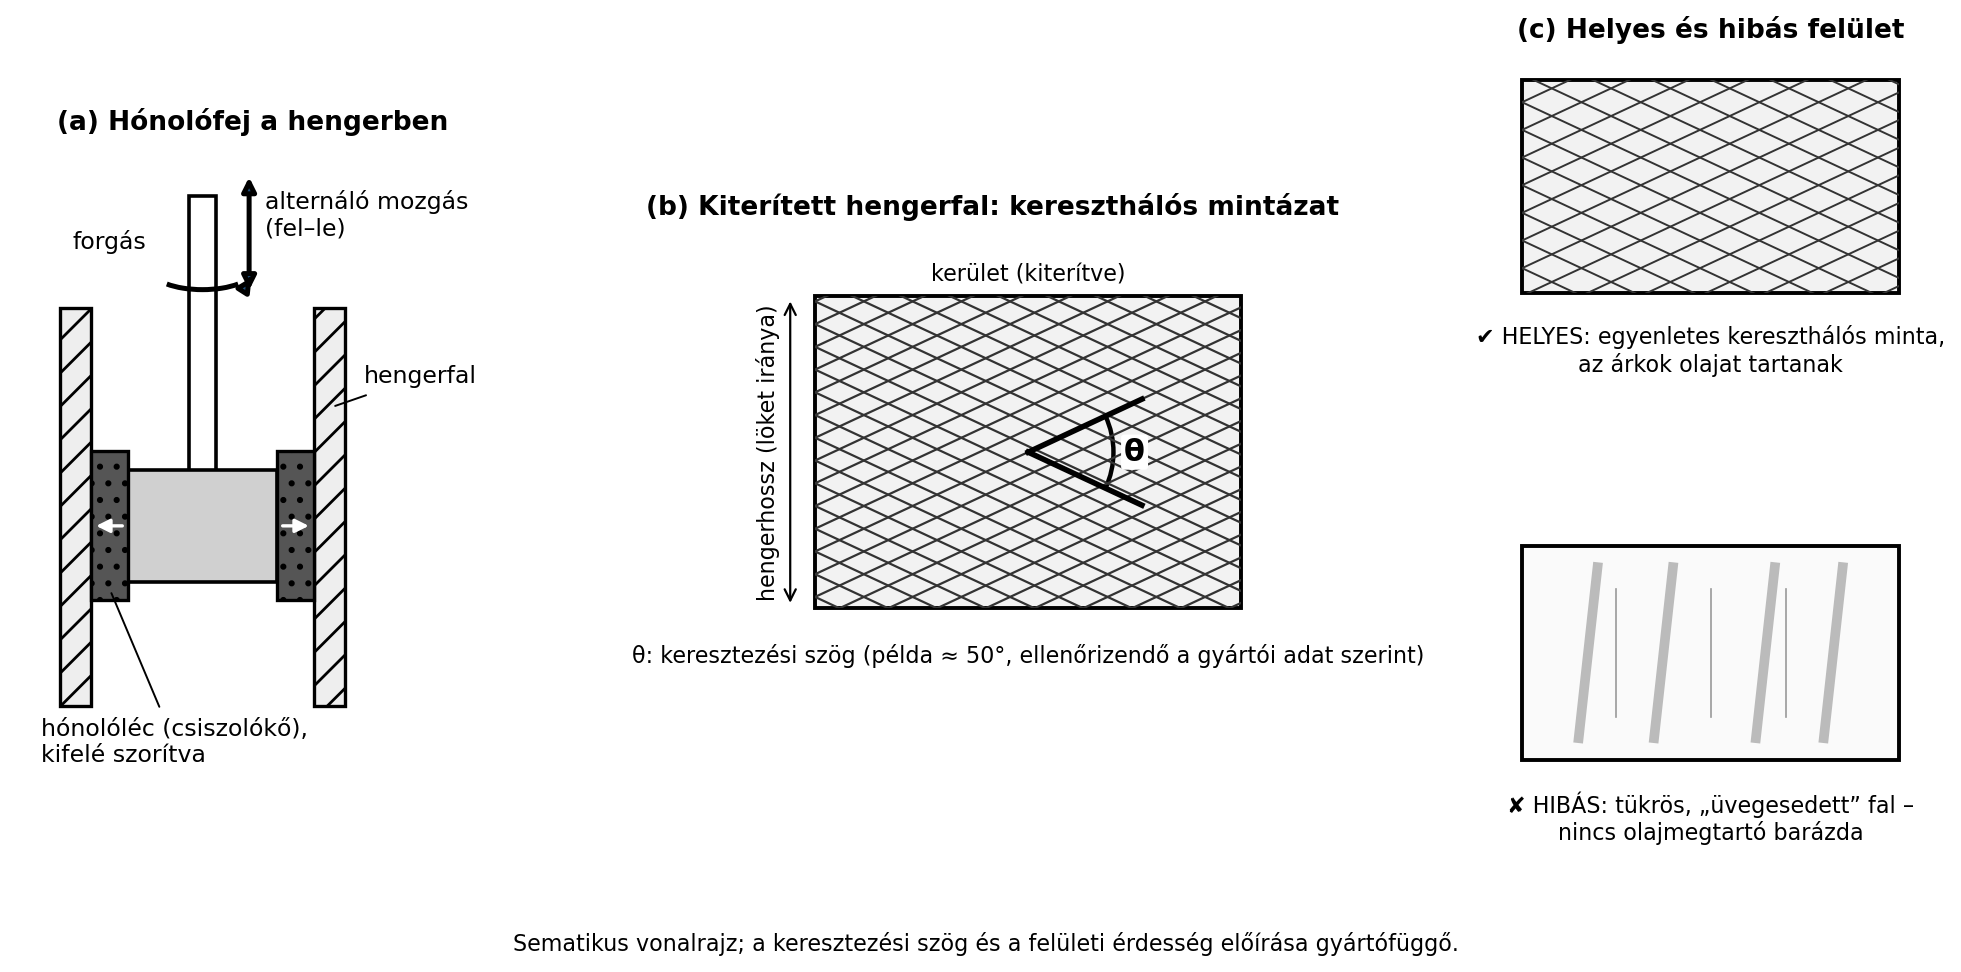 (a) Hónolófej a hengerben
alternáló mozgás
(fel–le)
forgás
hengerfal
hónolóléc (csiszolókő),
kifelé szorítva
(b) Kiterített hengerfal: kereszthálós mintázat
kerület (kiterítve)
hengerhossz (löket iránya)
θ
θ: keresztezési szög (példa ≈ 50°, ellenőrizendő a gyártói adat szerint)
(c) Helyes és hibás felület
✔ HELYES: egyenletes kereszthálós minta,
az árkok olajat tartanak
✘ HIBÁS: tükrös, „üvegesedett” fal –
nincs olajmegtartó barázda
Sematikus vonalrajz; a keresztezési szög és a felületi érdesség előírása gyártófüggő.